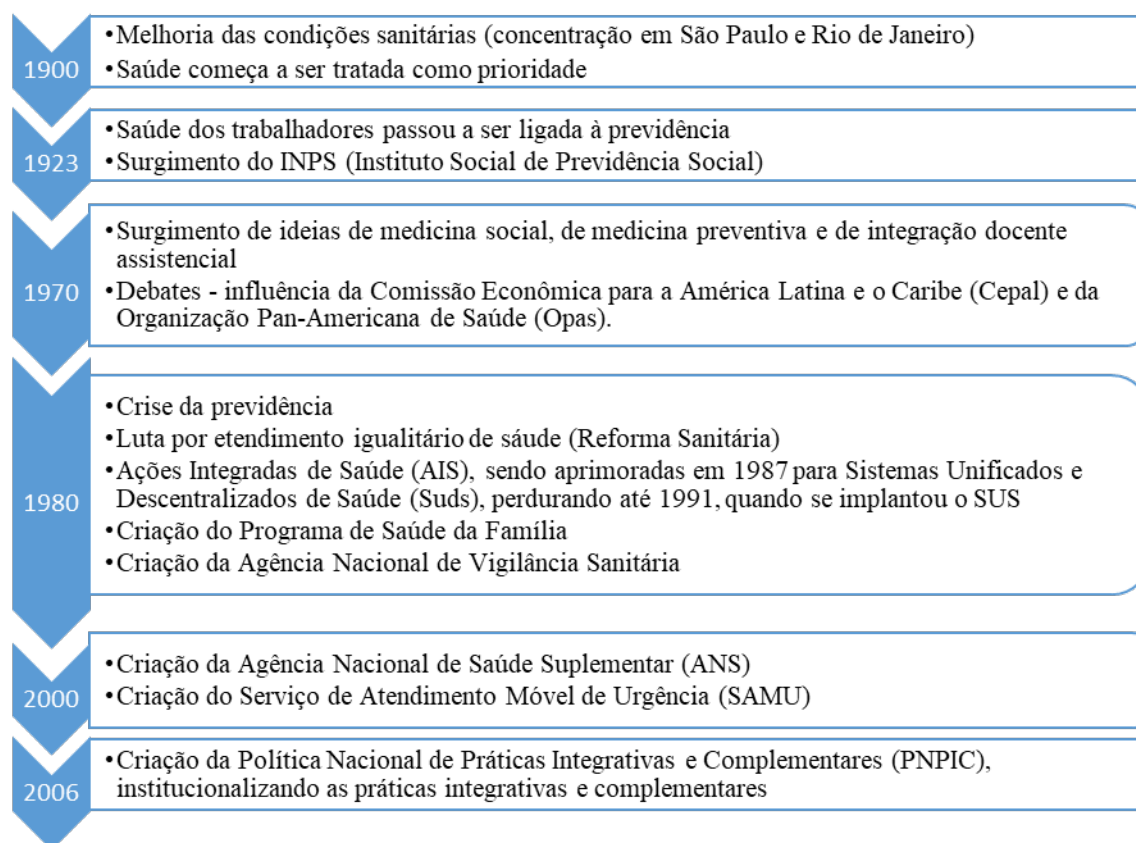 1900
•Melhoria das condições sanitárias (concentração em São Paulo e Rio de Janeiro)
•Saúde começa a ser tratada como prioridade
1923
•Saúde dos trabalhadores passou a ser ligada à previdência
•Surgimento do INPS (Instituto Social de Previdência Social)
1970
•Surgimento de ideias de medicina social, de medicina preventiva e de integração docente
assistencial
•Debates - influência da Comissão Econômica para a América Latina e o Caribe (Cepal) e da
Organização Pan-Americana de Saúde (Opas).
1980
•Crise da previdência
•Luta por etendimento igualitário de sáude (Reforma Sanitária)
•Ações Integradas de Saúde (AIS), sendo aprimoradas em 1987 para Sistemas Unificados e
Descentralizados de Saúde (Suds), perdurando até 1991, quando se implantou o SUS
•Criação do Programa de Saúde da Família
•Criação da Agência Nacional de Vigilância Sanitária
2000
•Criação da Agência Nacional de Saúde Suplementar (ANS)
•Criação do Serviço de Atendimento Móvel de Urgência (SAMU)
2006
•Criação da Política Nacional de Práticas Integrativas e Complementares (PNPIC),
institucionalizando as práticas integrativas e complementares